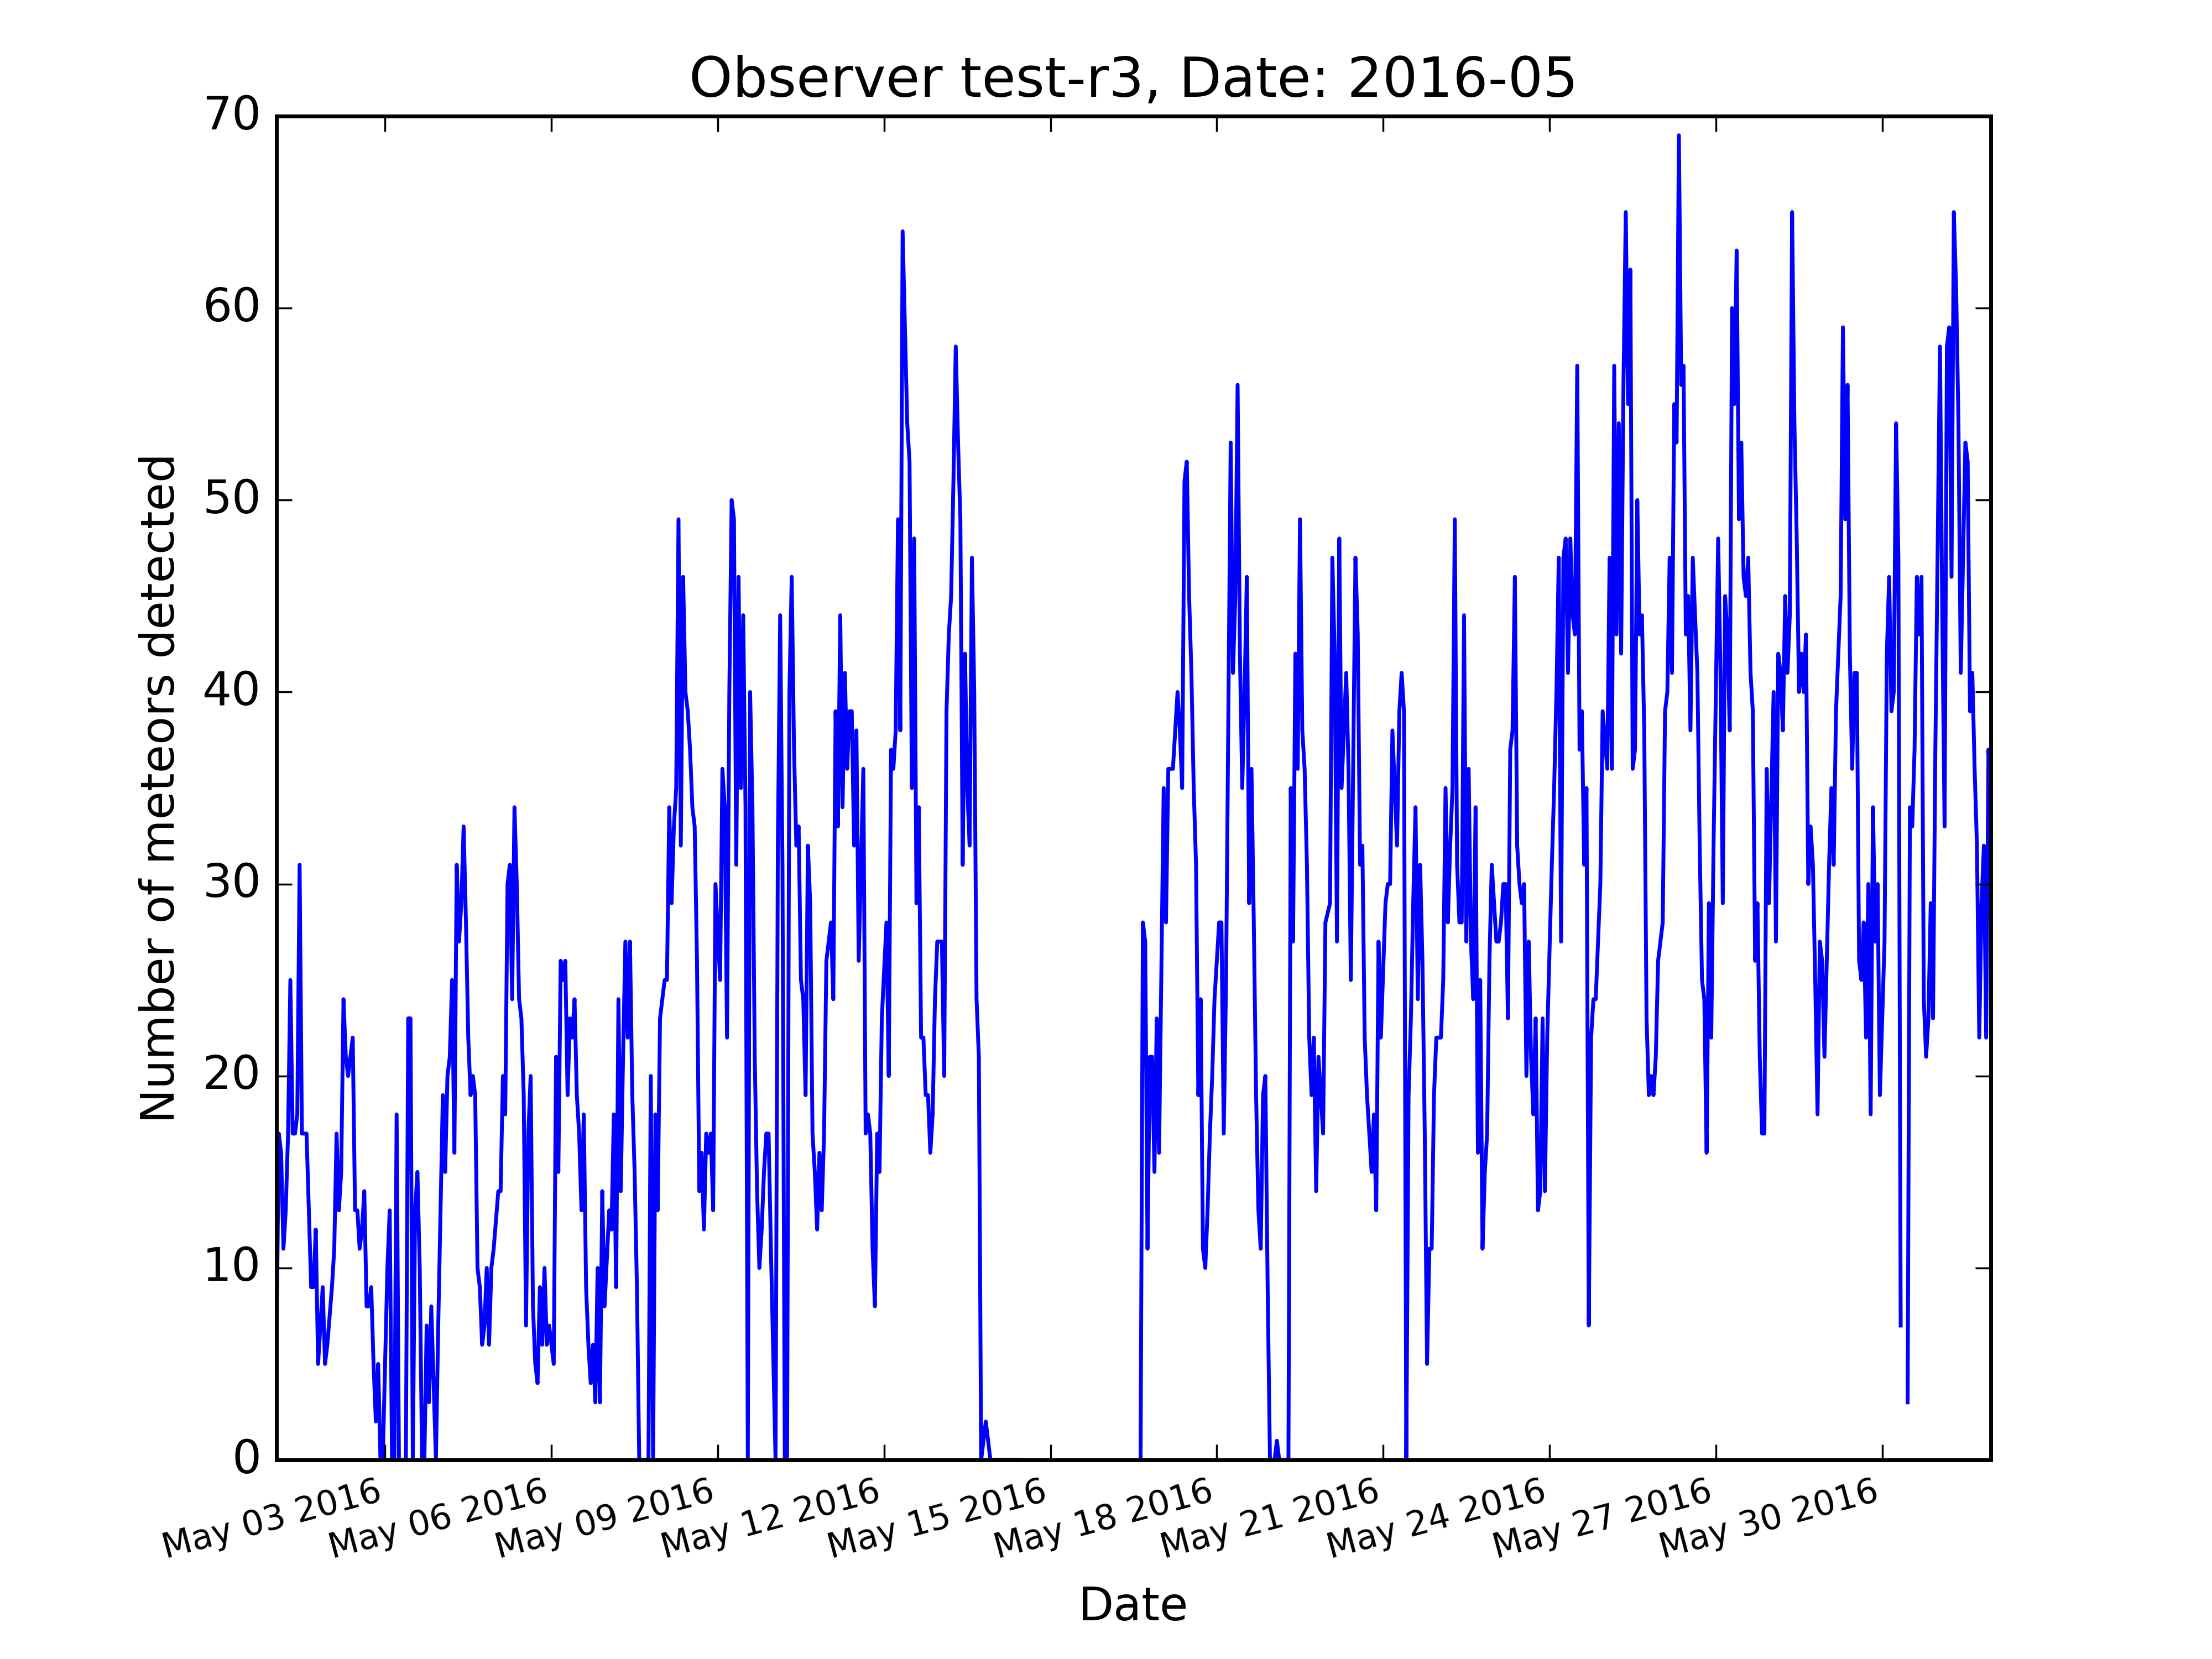 Observer test-r3, Date: 2016-05
70
60
50
40
30
20
10
0
Number of meteors detected
May 03 2016
May 06 2016
May 09 2016
May 12 2016
May 15 2016
May 18 2016
May 21 2016
May 24 2016
May 27 2016
May 30 2016
Date